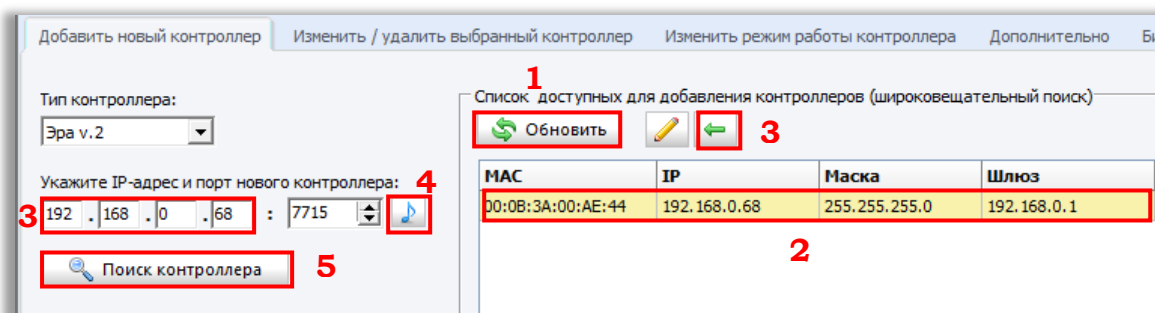 Добавить новый контроллер Изменить / удалить выбранный контроллер Изменить режим работы контроллера Дополнительно
1
Тип контроллера:
Список доступных для добавления контроллеров (широковещательный поиск)
Эра v.2
Обновить 3
Укажите IP-адрес и порт нового контроллера: 4
MAC IP Маска Шлюз
3 192 . 168 . 0 . 68 : 7715
00:0B:3A:00:AE:44 192.168.0.68 255.255.255.0 192.168.0.1
2
Поиск контроллера 5